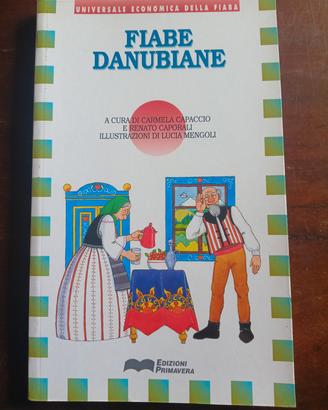 UNIVERSALE ECONOMICA DELLA FIABA
FIABE
DANUBIANE
A CURA DI CARMELA CAPACCIO
E RENATO CAPORALI
ILLUSTRAZIONI DI LUCIA MENGOLI
EDIZIONI
PRIMAVERA